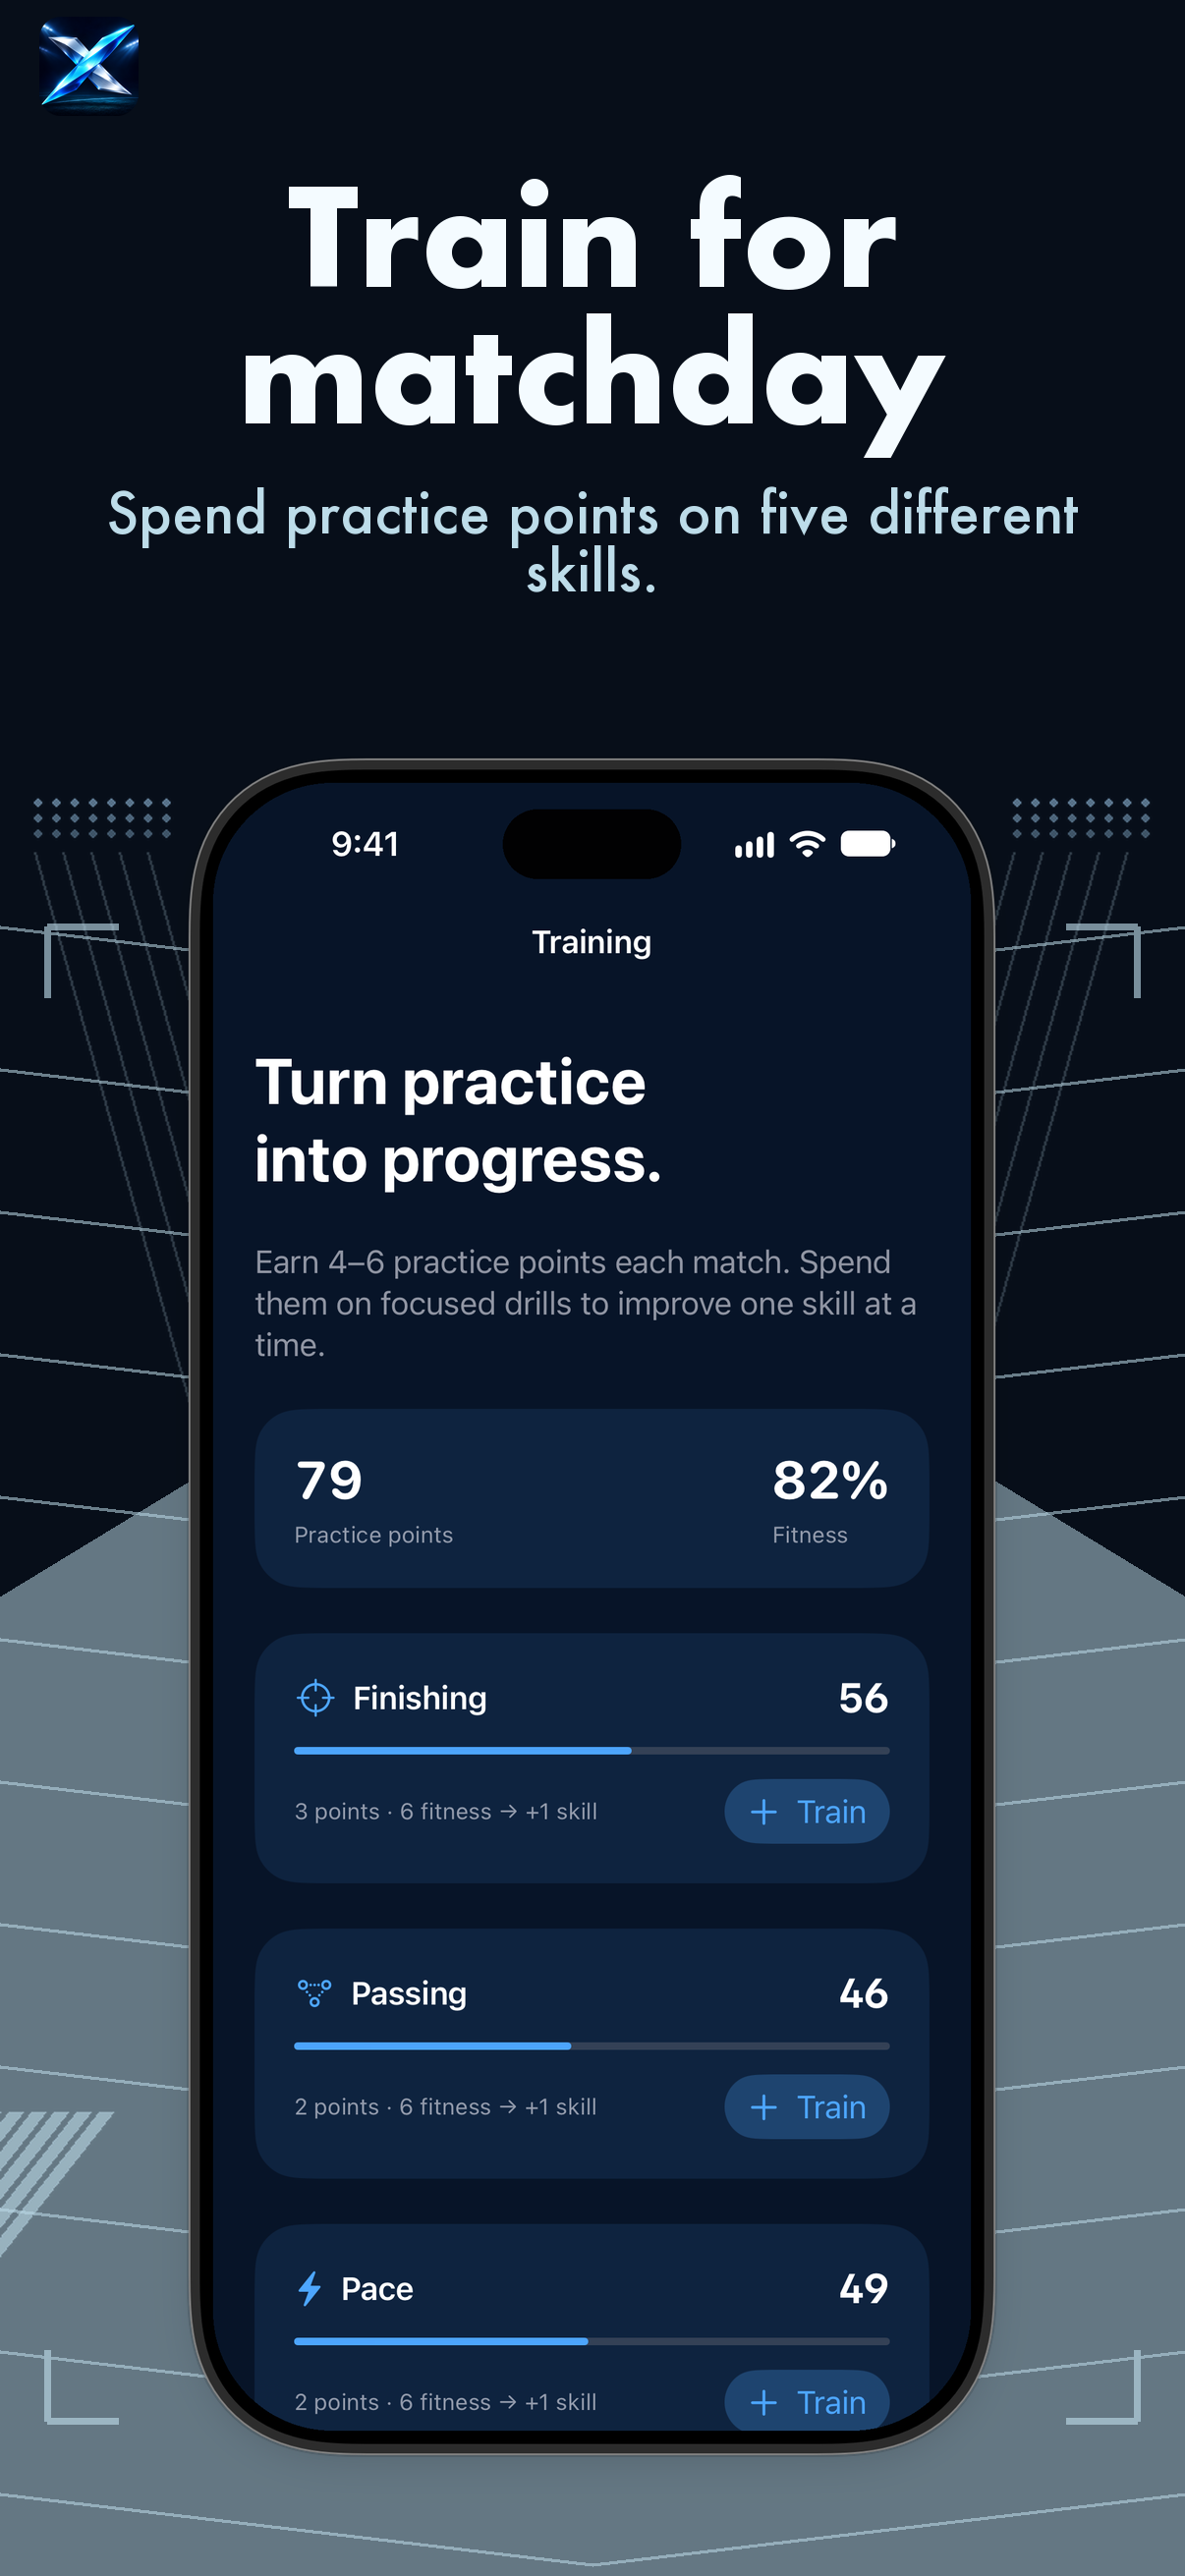 Train for
matchday
Spend practice points on five different
skills.
9:41
Training
Turn practice
into progress.
Earn 4–6 practice points each match. Spend
them on focused drills to improve one skill at a
time.
79
82%
Practice points
Fitness
Finishing
56
3 points · 6 fitness → +1 skill
+ Train
Passing
46
2 points · 6 fitness → +1 skill
+ Train
Pace
49
2 points · 6 fitness → +1 skill
+ Train